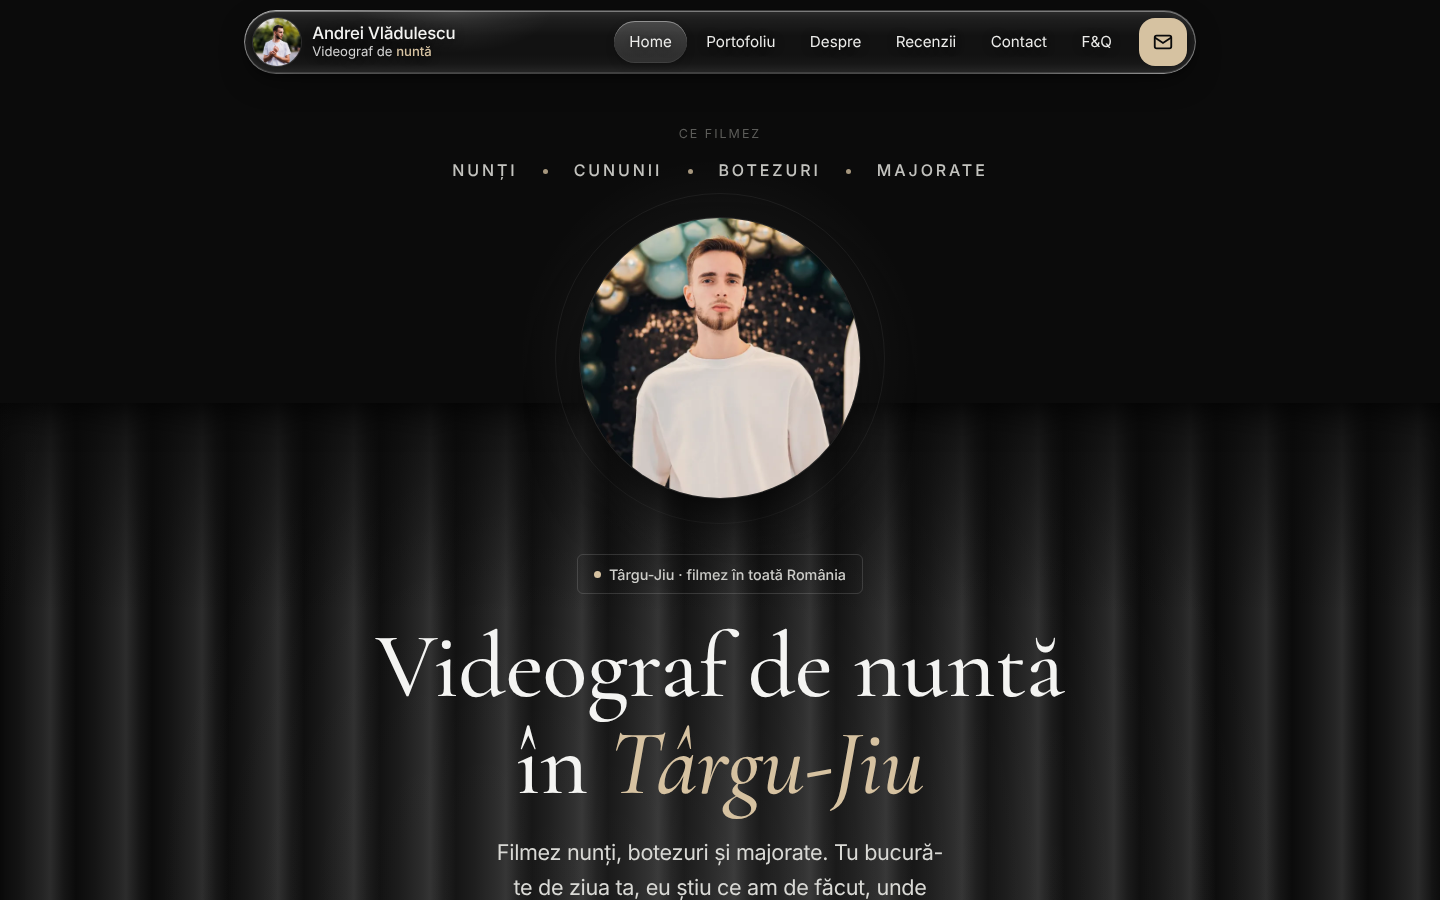 Andrei Vlădulescu
Videograf de nuntă
Home Portofoliu Despre Recenzii Contact F&Q
CE FILMEZ
NUNȚI • CUNUNII • BOTEZURI • MAJORATE
Târgu-Jiu · filmez în toată România
Videograf de nuntă
în Târgu-Jiu
Filmez nunți, botezuri și majorate. Tu bucură-
te de ziua ta, eu știu ce am de făcut, unde